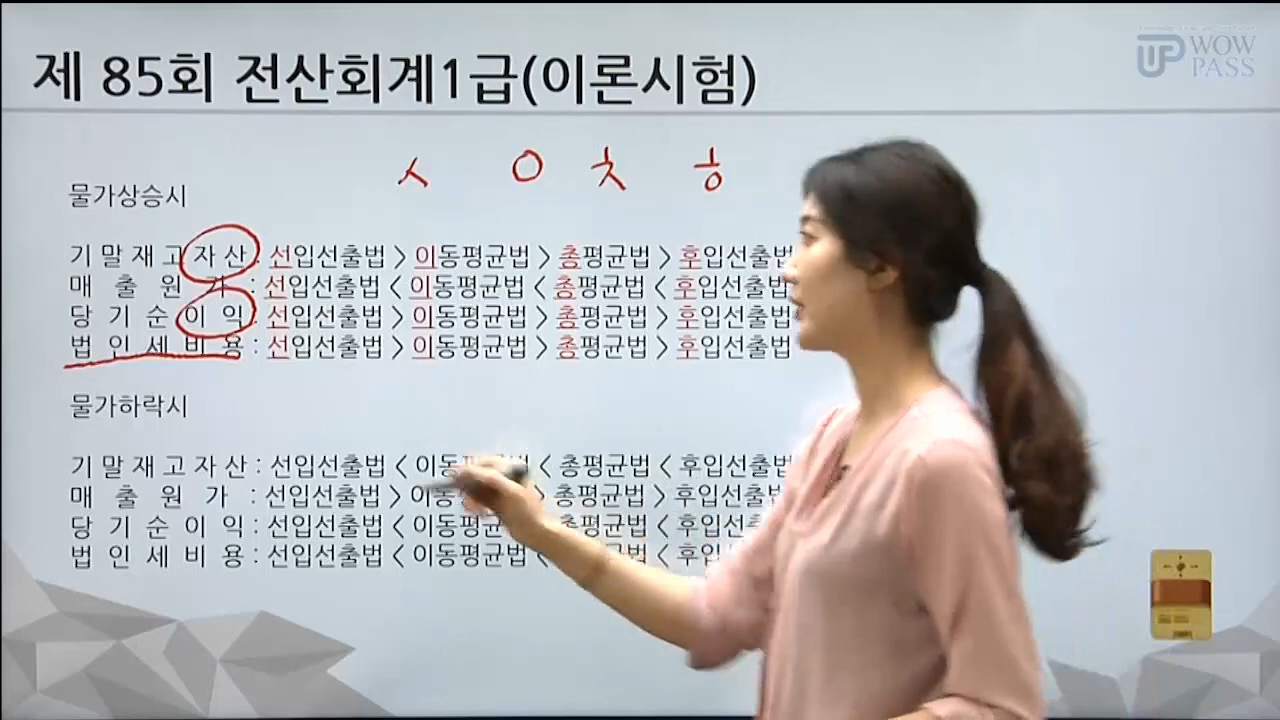 제 85회 전산회계1급(이론시험)
UP WOW PASS
ㅅ ㅇ ㅊ ㅎ
물가상승시
기말재고자산 : 선입선출법 > 이동평균법 > 총평균법 > 후입선출법
매출원가 : 선입선출법 < 이동평균법 < 총평균법 < 후입선출법
당기순이익 : 선입선출법 > 이동평균법 > 총평균법 > 후입선출법
법인세비용 : 선입선출법 > 이동평균법 > 총평균법 > 후입선출법
물가하락시
기말재고자산 : 선입선출법 < 이동평균법 < 총평균법 < 후입선출법
매출원가 : 선입선출법 > 이동 > 총평균법 > 후입선출
당기순이익 : 선입선출법 < 이동 총평균법 < 후입선출
법인세비용 : 선입선출법 < 이동평균법 < 균법 < 후입